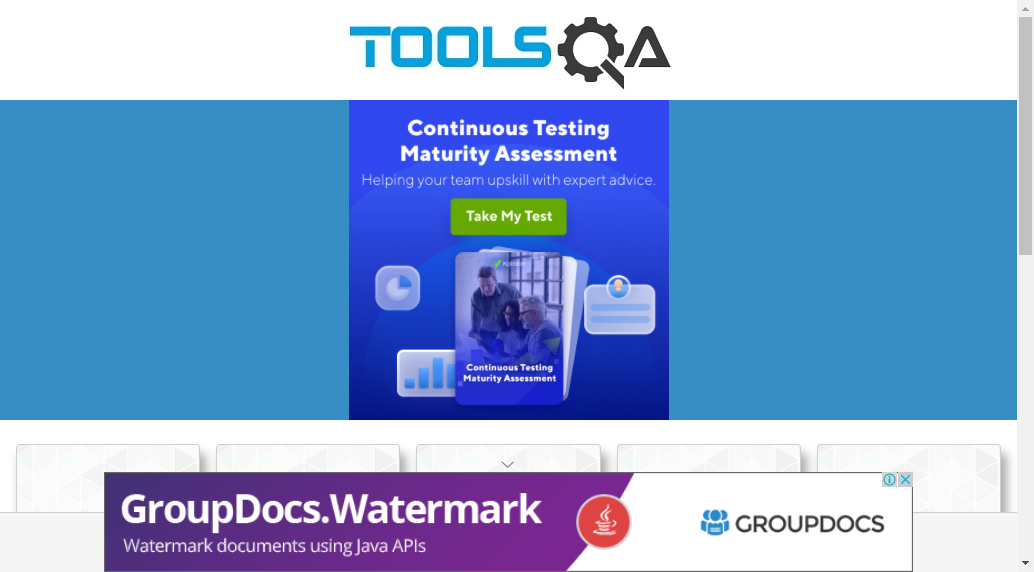 TOOLSQA
Continuous Testing
Maturity Assessment
Helping your team upskill with expert advice.
Take My Test
Katalon
Continuous Testing
Maturity Assessment
GroupDocs.Watermark
Watermark documents using Java APIs
GROUPDOCS